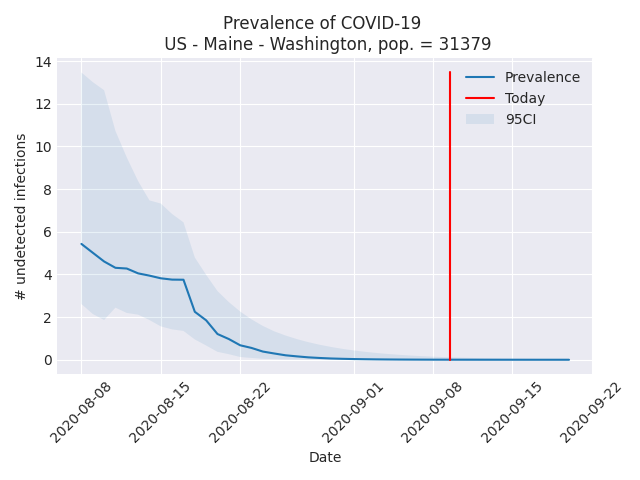 Prevalence of COVID-19
US - Maine - Washington, pop. = 31379
14
12
10
8
6
4
2
0
# undetected infections
Prevalence
Today
95CI
2020-08-08
2020-08-15
2020-08-22
2020-09-01
2020-09-08
2020-09-15
2020-09-22
Date